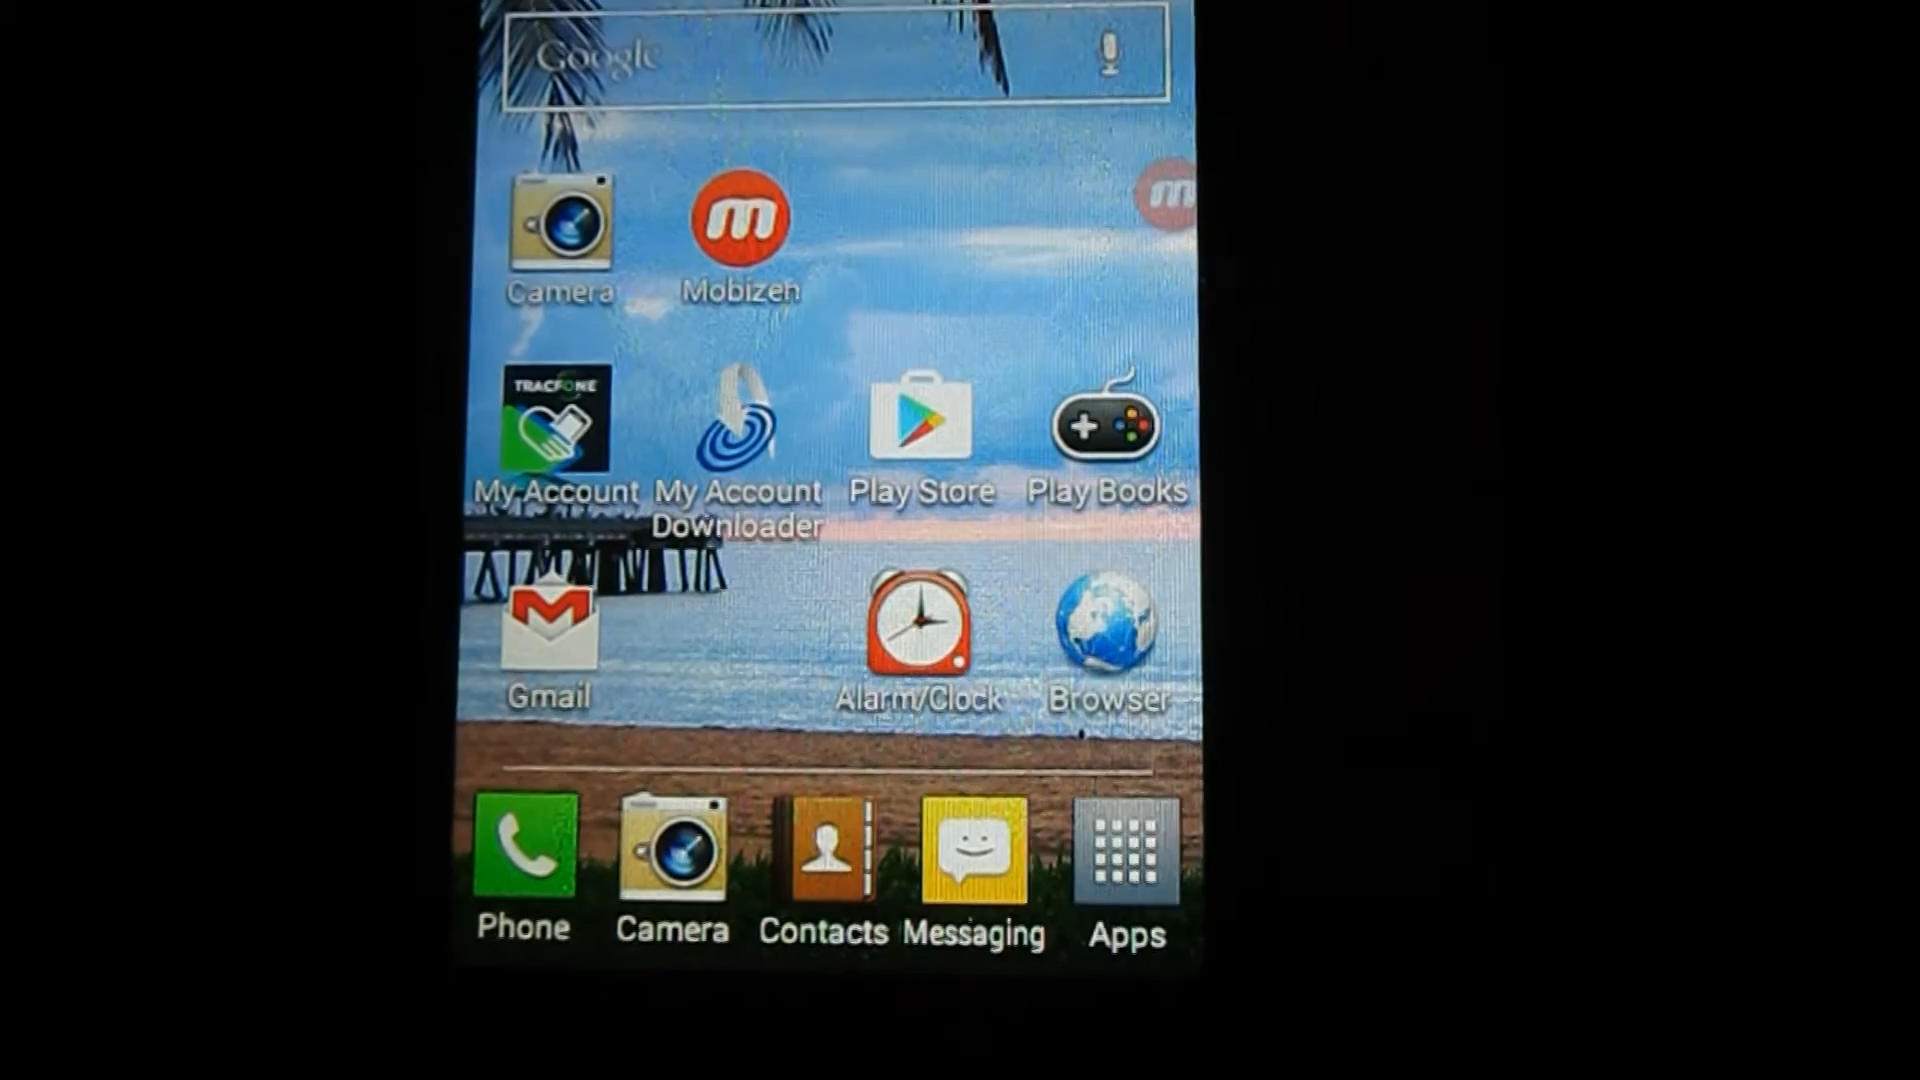 Google
Camera
Mobizen
TRACFONE
My Account
My Account
Downloader
Play Store
Play Books
Gmail
Alarm/Clock
Browser
Phone
Camera
Contacts
Messaging
Apps